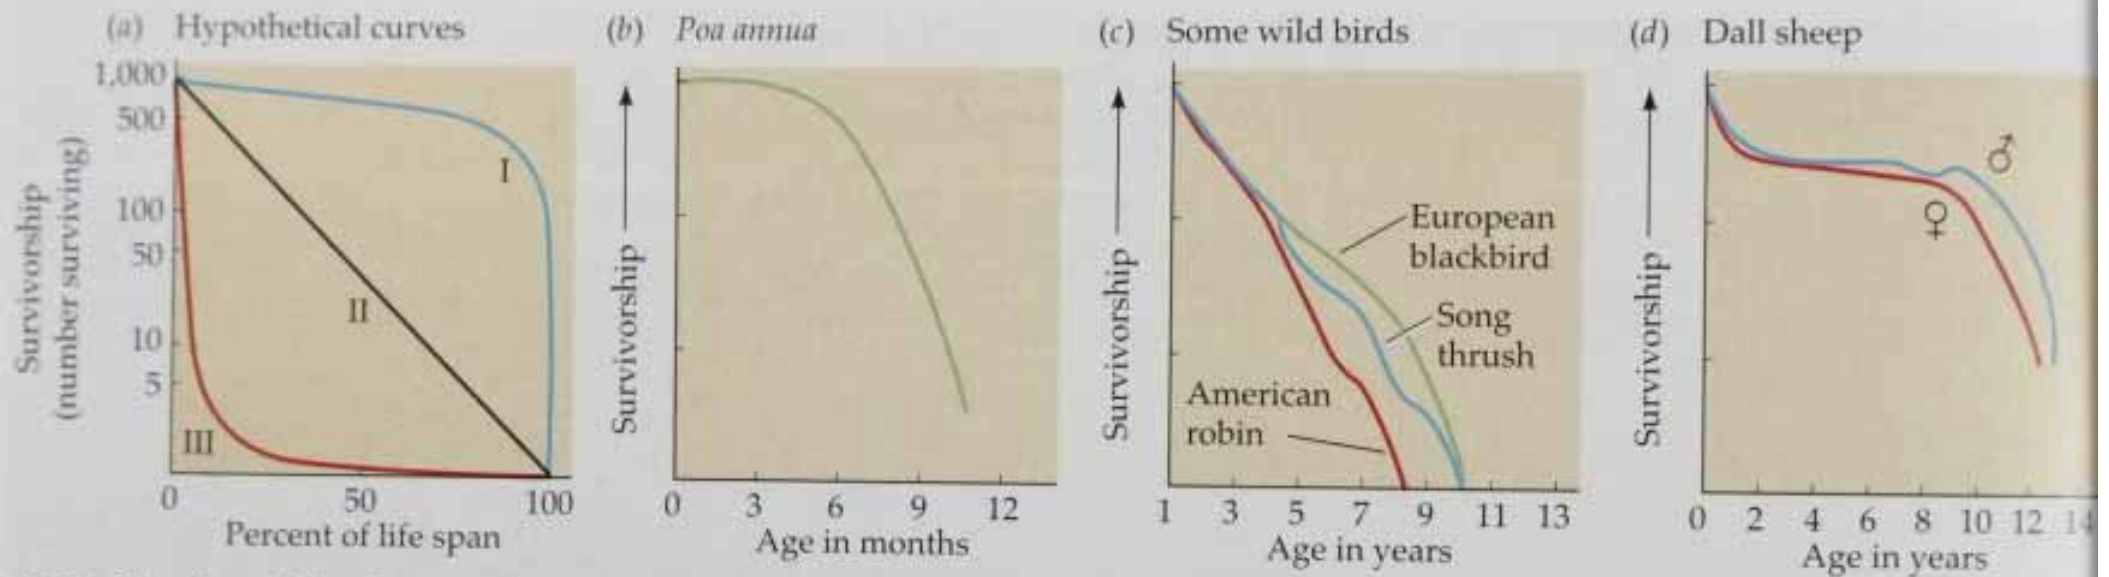 (a) Hypothetical curves
1,000
500
100
50
10
5
Survivorship
(number surviving)
I
II
III
0 50 100
Percent of life span
(b) Poa annua
Survivorship
0 3 6 9 12
Age in months
(c) Some wild birds
Survivorship
European
blackbird
Song
thrush
American
robin
1 3 5 7 9 11 13
Age in years
(d) Dall sheep
Survivorship
♂
♀
0 2 4 6 8 10 12 14
Age in years